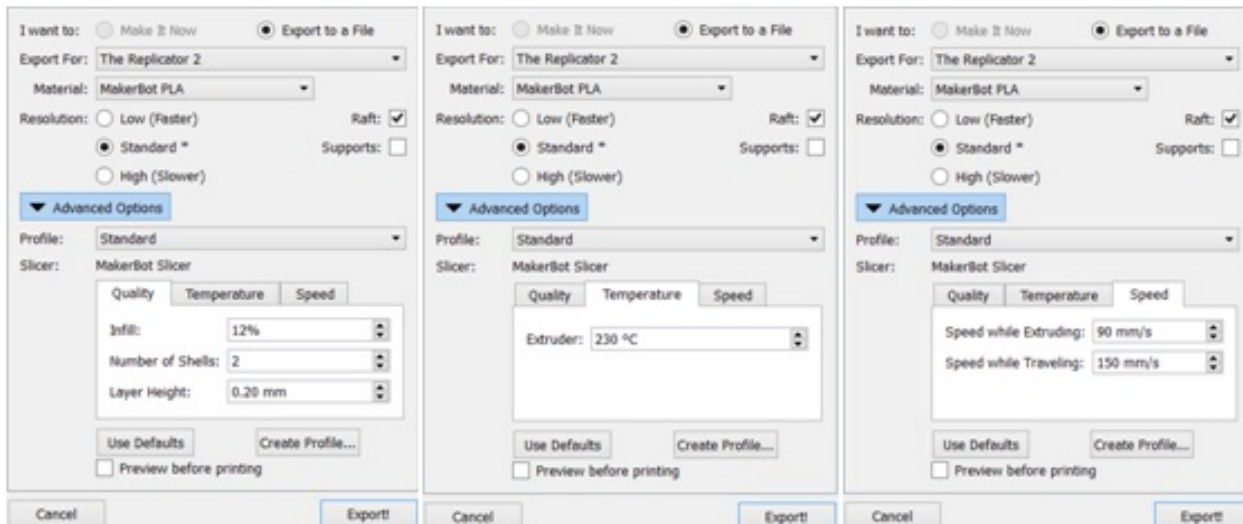 I want to: Make It Now Export to a File
Export For: The Replicator 2
Material: MakerBot PLA
Resolution: Low (Faster) Raft:
Standard * Supports:
High (Slower)
Advanced Options
Profile: Standard
Slicer: MakerBot Slicer
Quality Temperature Speed
Infill: 12%
Number of Shells: 2
Layer Height: 0.20 mm
Use Defaults Create Profile...
Preview before printing
Cancel Export!
I want to: Make It Now Export to a File
Export For: The Replicator 2
Material: MakerBot PLA
Resolution: Low (Faster) Raft:
Standard * Supports:
High (Slower)
Advanced Options
Profile: Standard
Slicer: MakerBot Slicer
Quality Temperature Speed
Extruder: 230 ºC
Use Defaults Create Profile...
Preview before printing
Cancel Export!
I want to: Make It Now Export to a File
Export For: The Replicator 2
Material: MakerBot PLA
Resolution: Low (Faster) Raft:
Standard * Supports:
High (Slower)
Advanced Options
Profile: Standard
Slicer: MakerBot Slicer
Quality Temperature Speed
Speed while Extruding: 90 mm/s
Speed while Traveling: 150 mm/s
Use Defaults Create Profile...
Preview before printing
Cancel Export!